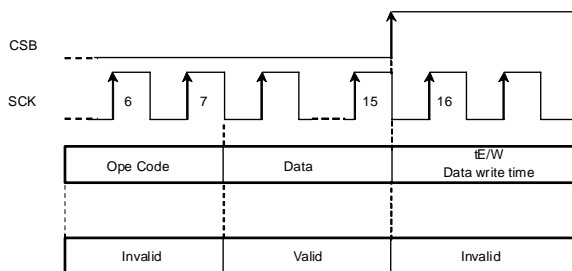 CSB
SCK
6 7 15 16
Ope Code Data tE/W
Data write time
Invalid Valid Invalid